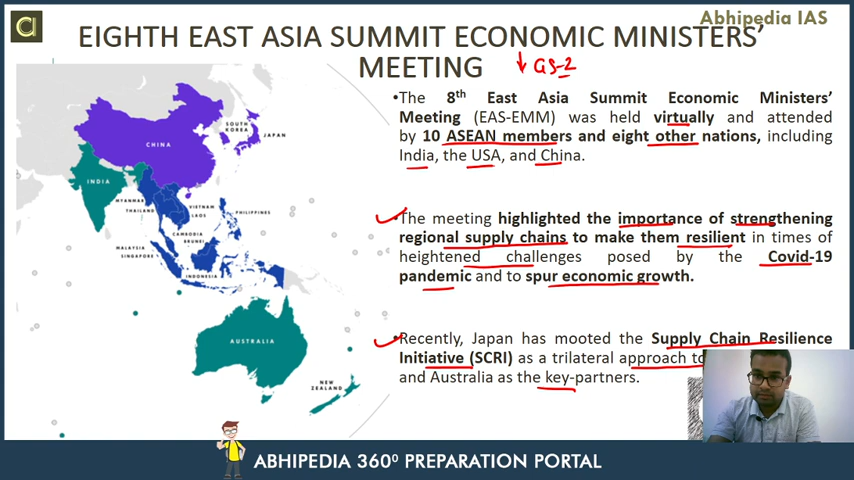 Abhipedia IAS
EIGHTH EAST ASIA SUMMIT ECONOMIC MINISTERS'
MEETING
GS-2
•The 8th East Asia Summit Economic Ministers'
Meeting (EAS-EMM) was held virtually and attended
by 10 ASEAN members and eight other nations, including
India, the USA, and China.
•The meeting highlighted the importance of strengthening
regional supply chains to make them resilient in times of
heightened challenges posed by the Covid-19
pandemic and to spur economic growth.
•Recently, Japan has mooted the Supply Chain Resilience
Initiative (SCRI) as a trilateral approach to
and Australia as the key-partners.
SOUTH
KOREA
JAPAN
CHINA
INDIA
MYANMAR
THAILAND
VIETNAM
LAOS
PHILIPPINES
CAMBODIA
BRUNEI
MALAYSIA
SINGAPORE
INDONESIA
AUSTRALIA
NEW
ZEALAND
ABHIPEDIA 360⁰ PREPARATION PORTAL